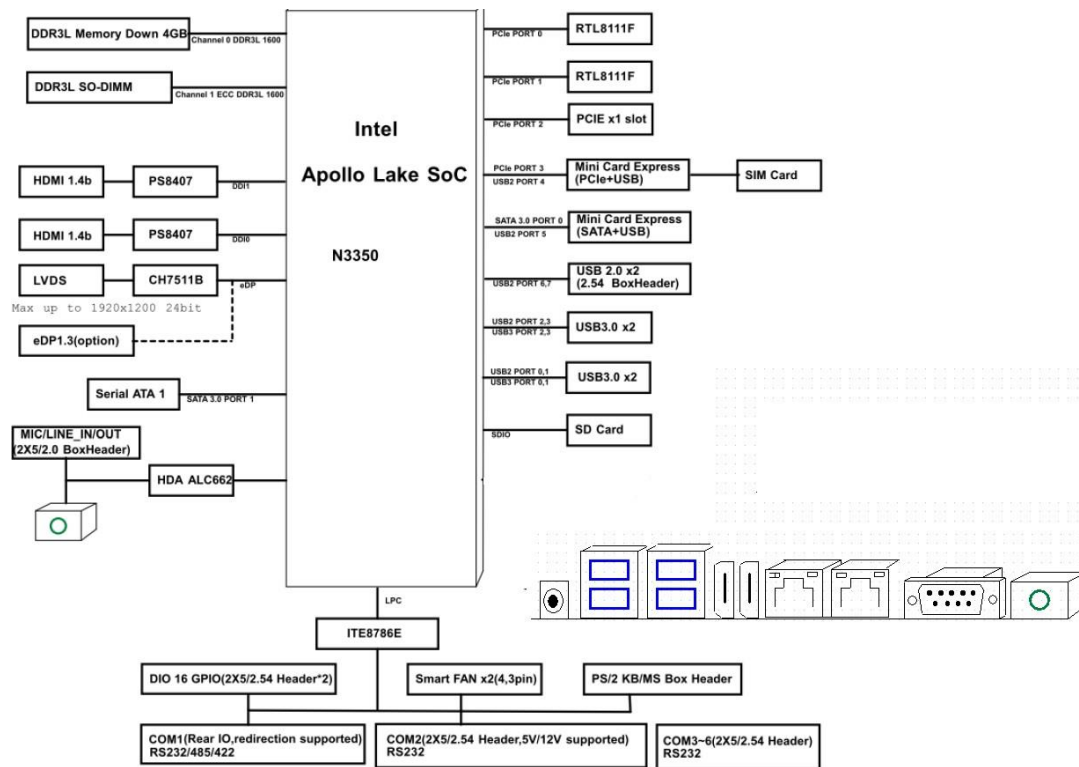 DDR3L Memory Down 4GB
Channel 0 DDR3L 1600
DDR3L SO-DIMM
Channel 1 ECC DDR3L 1600
HDMI 1.4b
PS8407
DDI1
HDMI 1.4b
PS8407
DDI0
LVDS
CH7511B
eDP
Max up to 1920x1200 24bit
eDP1.3(option)
Serial ATA 1
SATA 3.0 PORT 1
MIC/LINE_IN/OUT
(2X5/2.0 BoxHeader)
HDA ALC662
Intel
Apollo Lake SoC
N3350
PCIe PORT 0
RTL8111F
PCIe PORT 1
RTL8111F
PCIe PORT 2
PCIE x1 slot
PCIe PORT 3
USB2 PORT 4
Mini Card Express
(PCIe+USB)
SIM Card
SATA 3.0 PORT 0
USB2 PORT 5
Mini Card Express
(SATA+USB)
USB2 PORT 6,7
USB 2.0 x2
(2.54 BoxHeader)
USB2 PORT 2,3
USB3 PORT 2,3
USB3.0 x2
USB2 PORT 0,1
USB3 PORT 0,1
USB3.0 x2
SDIO
SD Card
LPC
ITE8786E
DIO 16 GPIO(2X5/2.54 Header*2)
Smart FAN x2(4,3pin)
PS/2 KB/MS Box Header
COM1(Rear IO,redirection supported)
RS232/485/422
COM2(2X5/2.54 Header,5V/12V supported)
RS232
COM3~6(2X5/2.54 Header)
RS232